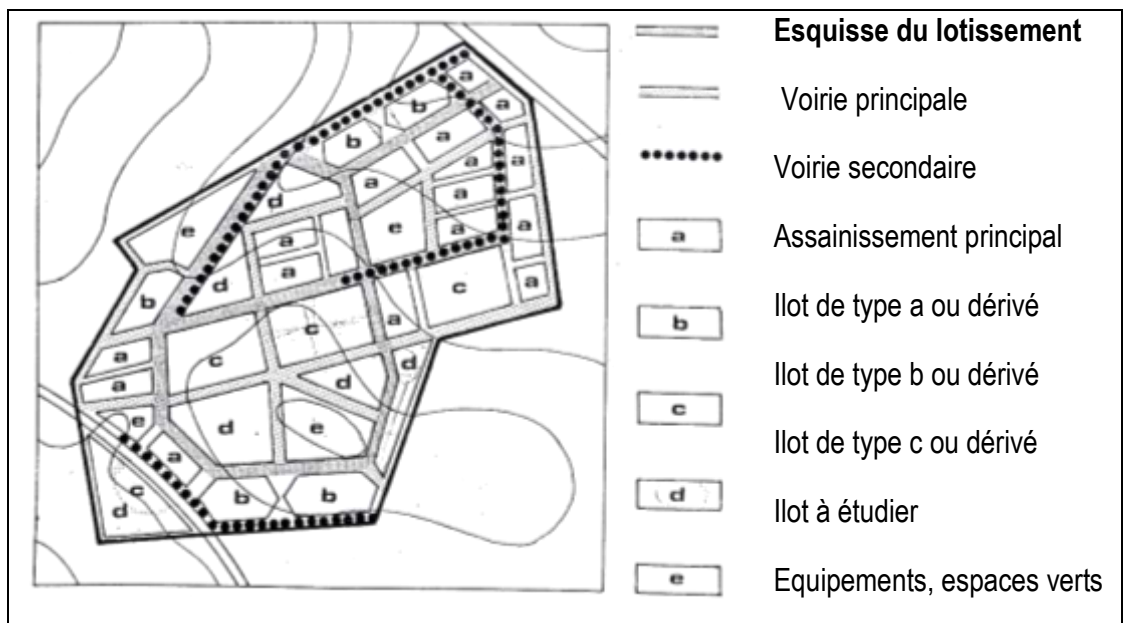 a
b a
b a
a a a
d a
e a e a a
d a c a
b
c a
a c d
a d
e d e
a
c b b
d
Esquisse du lotissement
Voirie principale
Voirie secondaire
a Assainissement principal
Ilot de type a ou dérivé
b
Ilot de type b ou dérivé
c
Ilot de type c ou dérivé
d
Ilot à étudier
e Equipements, espaces verts